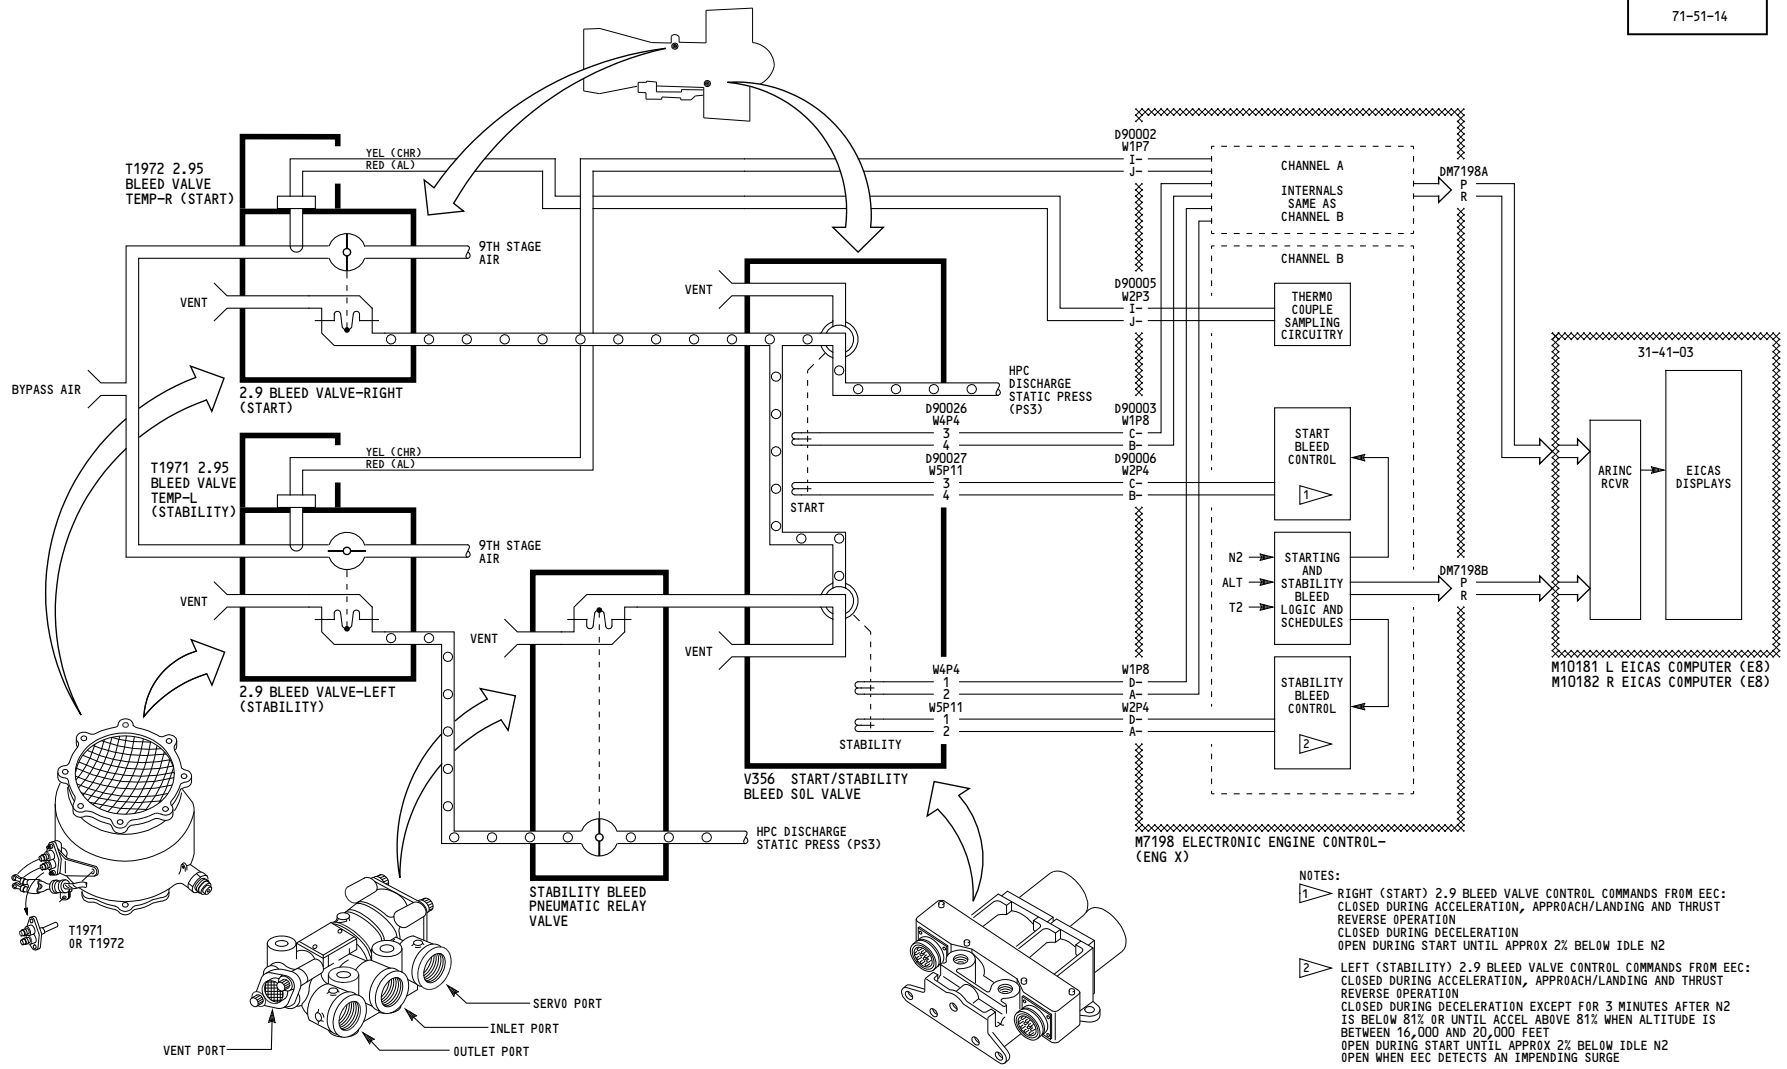 71-51-14
D90002
W1P7
I-
J-
T1972 2.95
BLEED VALVE
TEMP-R (START)
YEL (CHR)
RED (AL)
CHANNEL A
INTERNALS
SAME AS
CHANNEL B
DM7198A
P
R
9TH STAGE
AIR
VENT
VENT
CHANNEL B
D90005
W2P3
I-
J-
THERMO
COUPLE
SAMPLING
CIRCUITRY
31-41-03
BYPASS AIR
2.9 BLEED VALVE-RIGHT
(START)
HPC
DISCHARGE
STATIC PRESS
(PS3)
D90026
W4P4
3
4
D90003
W1P8
C-
B-
D90027
W5P11
3
4
D90006
W2P4
C-
B-
START
START
BLEED
CONTROL
1
ARINC
RCVR
EICAS
DISPLAYS
YEL (CHR)
RED (AL)
T1971 2.95
BLEED VALVE
TEMP-L
(STABILITY)
9TH STAGE
AIR
VENT
VENT
VENT
N2
ALT
T2
STARTING
AND
STABILITY
BLEED
LOGIC AND
SCHEDULES
DM7198B
P
R
2.9 BLEED VALVE-LEFT
(STABILITY)
W4P4
1
2
W1P8
D-
A-
W5P11
1
2
W2P4
D-
A-
STABILITY
STABILITY
BLEED
CONTROL
2
M10181 L EICAS COMPUTER (E8)
M10182 R EICAS COMPUTER (E8)
V356 START/STABILITY
BLEED SOL VALVE
HPC DISCHARGE
STATIC PRESS (PS3)
M7198 ELECTRONIC ENGINE CONTROL-
(ENG X)
STABILITY BLEED
PNEUMATIC RELAY
VALVE
T1971
OR T1972
SERVO PORT
INLET PORT
OUTLET PORT
VENT PORT
NOTES:
1 RIGHT (START) 2.9 BLEED VALVE CONTROL COMMANDS FROM EEC:
CLOSED DURING ACCELERATION, APPROACH/LANDING AND THRUST
REVERSE OPERATION
CLOSED DURING DECELERATION
OPEN DURING START UNTIL APPROX 2% BELOW IDLE N2
2 LEFT (STABILITY) 2.9 BLEED VALVE CONTROL COMMANDS FROM EEC:
CLOSED DURING ACCELERATION, APPROACH/LANDING AND THRUST
REVERSE OPERATION
CLOSED DURING DECELERATION EXCEPT FOR 3 MINUTES AFTER N2
IS BELOW 81% OR UNTIL ACCEL ABOVE 81% WHEN ALTITUDE IS
BETWEEN 16,000 AND 20,000 FEET
OPEN DURING START UNTIL APPROX 2% BELOW IDLE N2
OPEN WHEN EEC DETECTS AN IMPENDING SURGE